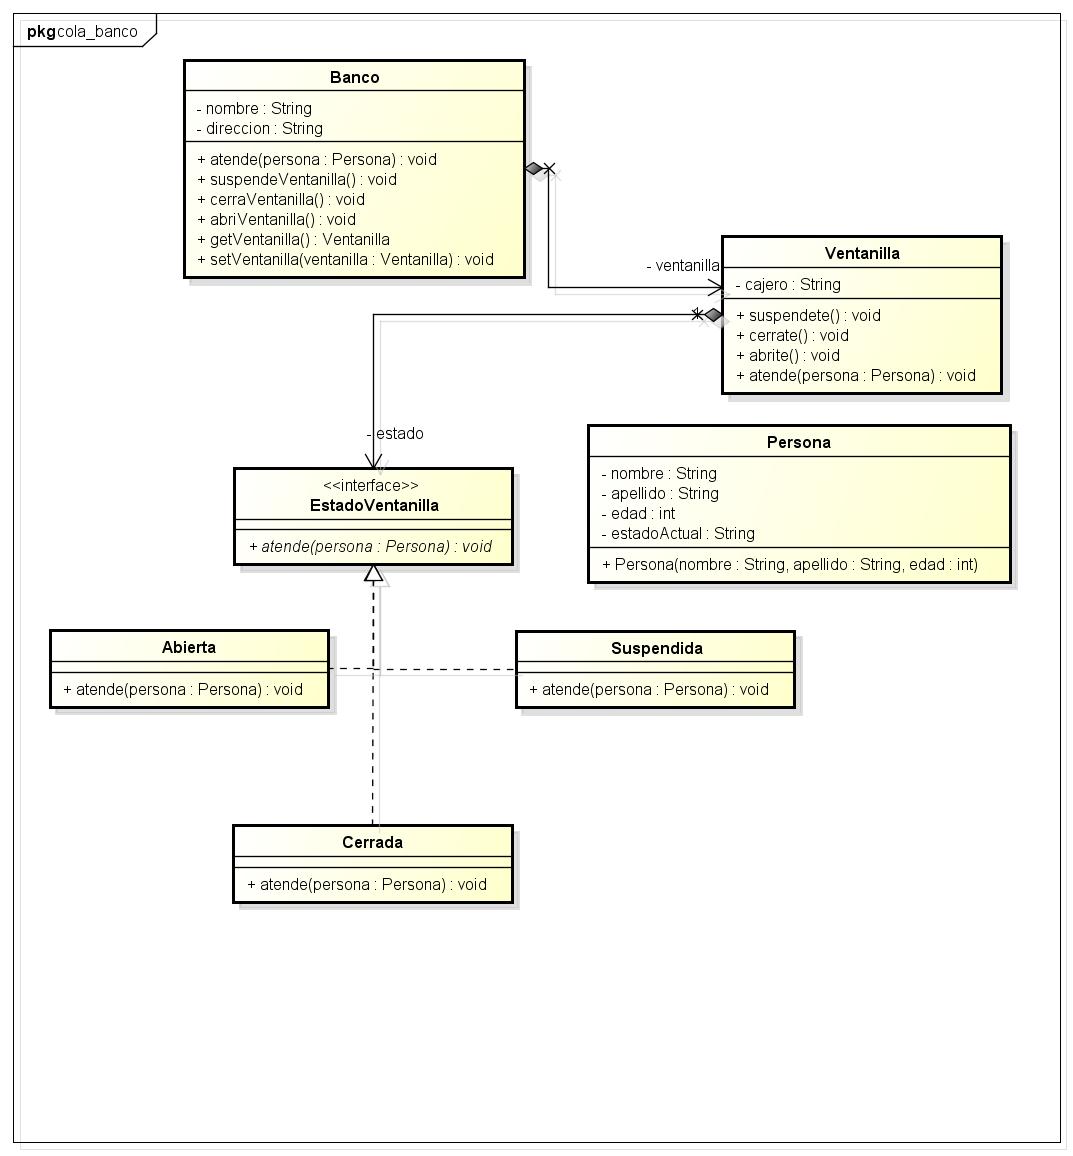 pkg cola_banco
Banco
- nombre : String
- direccion : String
+ atende(persona : Persona) : void
+ suspendeVentanilla() : void
+ cerraVentanilla() : void
+ abriVentanilla() : void
+ getVentanilla() : Ventanilla
+ setVentanilla(ventanilla : Ventanilla) : void
- ventanilla
Ventanilla
- cajero : String
+ suspendete() : void
+ cerrate() : void
+ abrite() : void
+ atende(persona : Persona) : void
- estado
Persona
- nombre : String
- apellido : String
- edad : int
- estadoActual : String
+ Persona(nombre : String, apellido : String, edad : int)
<<interface>>
EstadoVentanilla
+ atende(persona : Persona) : void
Abierta
+ atende(persona : Persona) : void
Suspendida
+ atende(persona : Persona) : void
Cerrada
+ atende(persona : Persona) : void